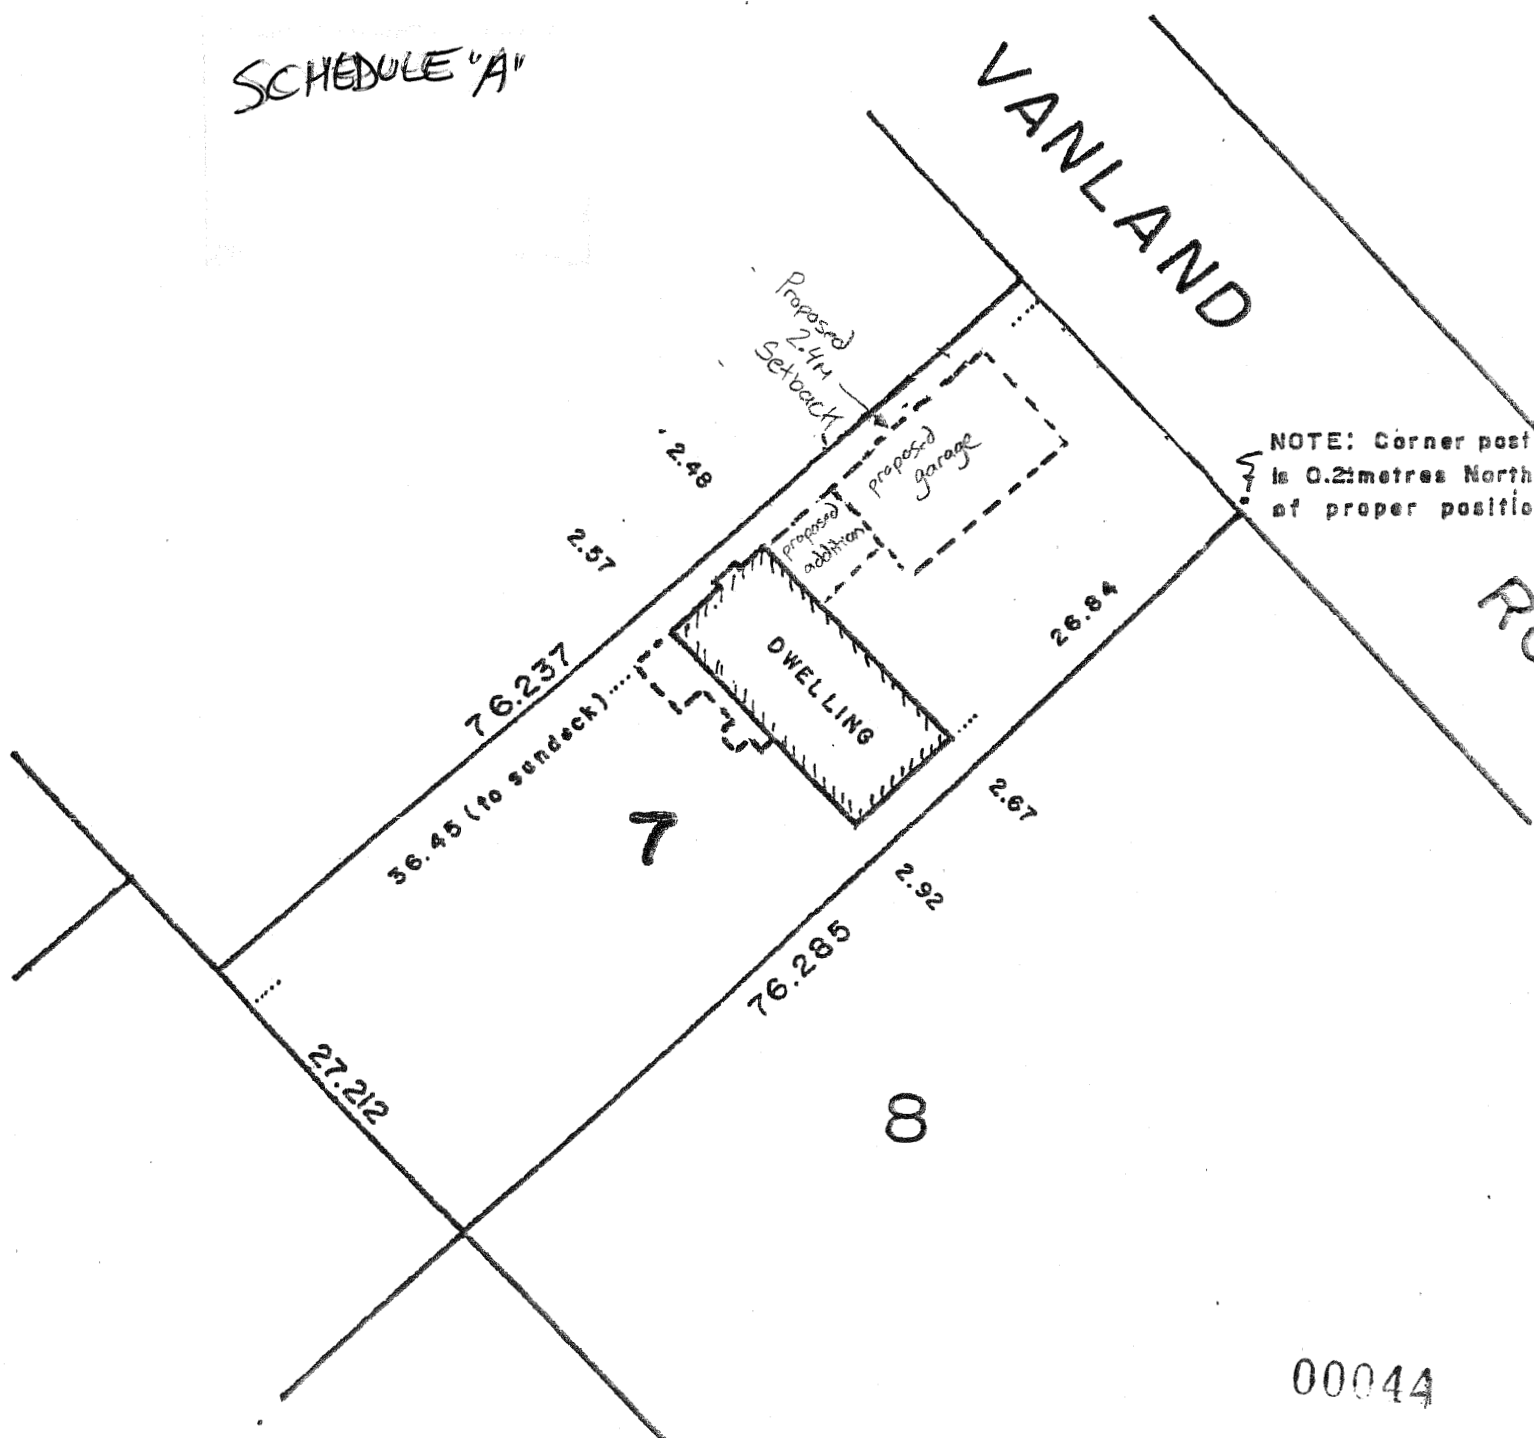 SCHEDULE "A"
VANLAND
Proposed
2.4M
Setback
NOTE: Corner post
is 0.2 metres North
of proper positio
2.48
proposed
garage
2.57
proposed
addition
26.84
RO
DWELLING
76.237
36.45 (to sundeck)
7
2.67
2.92
76.285
27.212
8
00044